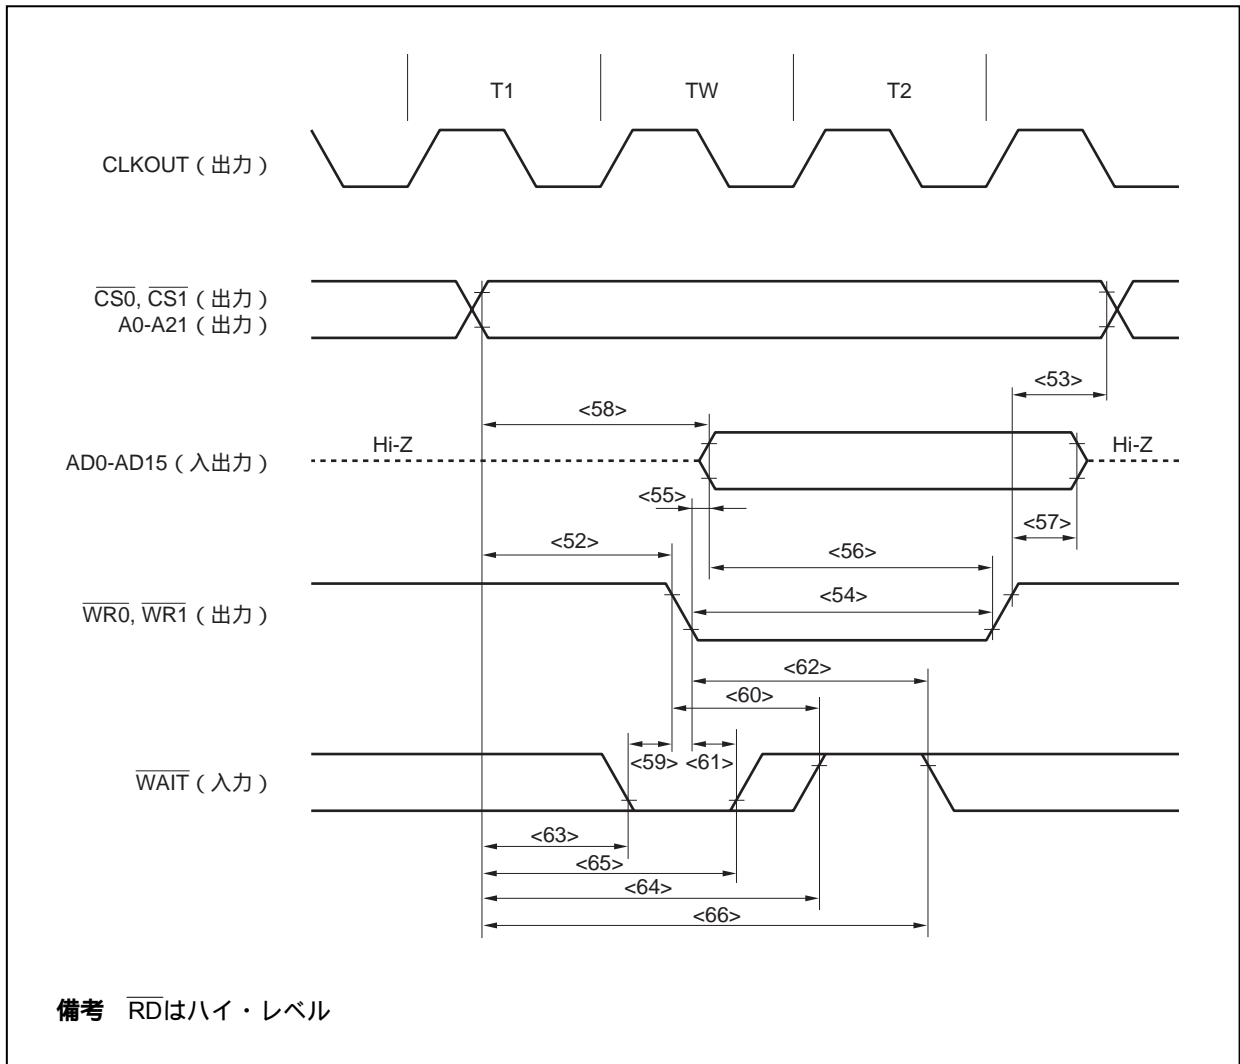 T1 TW T2
CLKOUT（出力）
CS0, CS1（出力）
A0-A21（出力）
<53>
<58>
Hi-Z Hi-Z
AD0-AD15（入出力）
<55>
<57>
<52> <56>
<54>
WR0, WR1（出力）
<62>
<60>
<59> <61>
WAIT（入力）
<63>
<65>
<64>
<66>
備考 RDはハイ・レベル